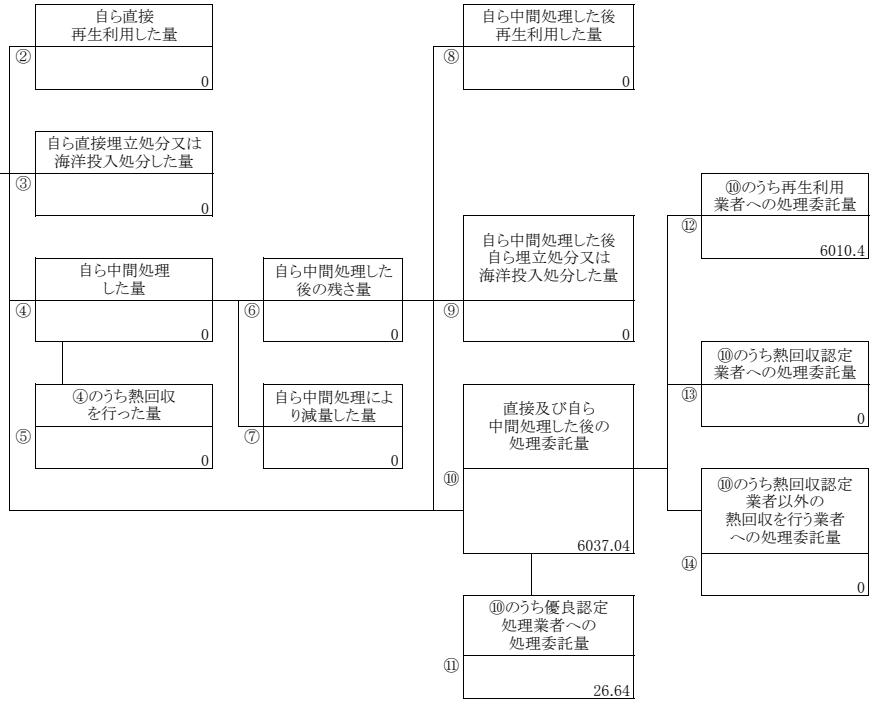 自ら直接
再生利用した量
②
0
自ら直接埋立処分又は
海洋投入処分した量
③
0
自ら中間処理
した量
④
0
④のうち熱回収
を行った量
⑤
0
自ら中間処理した
後の残さ量
⑥
0
自ら中間処理によ
り減量した量
⑦
0
自ら中間処理した後
再生利用した量
⑧
0
自ら中間処理した後
自ら埋立処分又は
海洋投入処分した量
⑨
0
直接及び自ら
中間処理した後の
処理委託量
⑩
6037.04
⑩のうち優良認定
処理業者への
処理委託量
⑪
26.64
⑩のうち再生利用
業者への処理委託量
⑫
6010.4
⑩のうち熱回収認定
業者への処理委託量
⑬
0
⑩のうち熱回収認定
業者以外の
熱回収を行う業者
への処理委託量
⑭
0